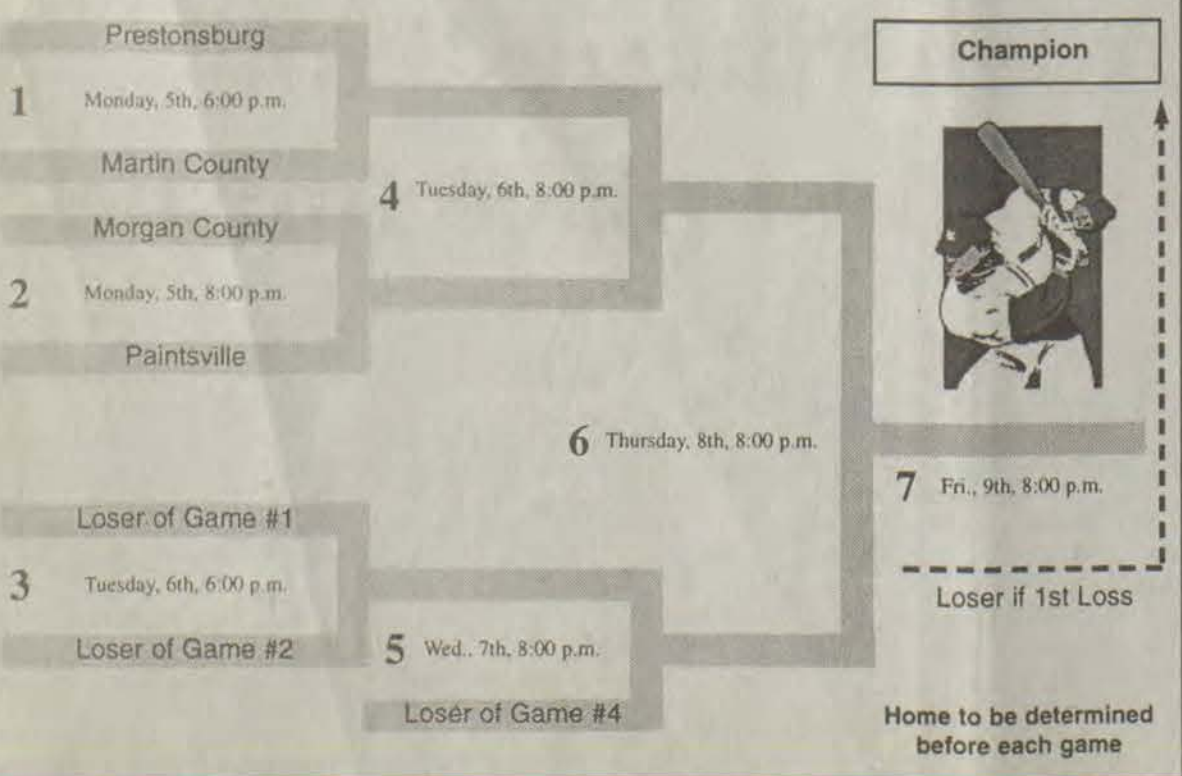 Prestonsburg
1 Monday, 5th, 6:00 p.m.
Martin County
Morgan County
2 Monday, 5th, 8:00 p.m.
Paintsville
4 Tuesday, 6th, 8:00 p.m.
Loser of Game #1
3 Tuesday, 6th, 6:00 p.m.
Loser of Game #2
5 Wed., 7th, 8:00 p.m.
Loser of Game #4
6 Thursday, 8th, 8:00 p.m.
Champion
7 Fri., 9th, 8:00 p.m.
Loser if 1st Loss
Home to be determined
before each game